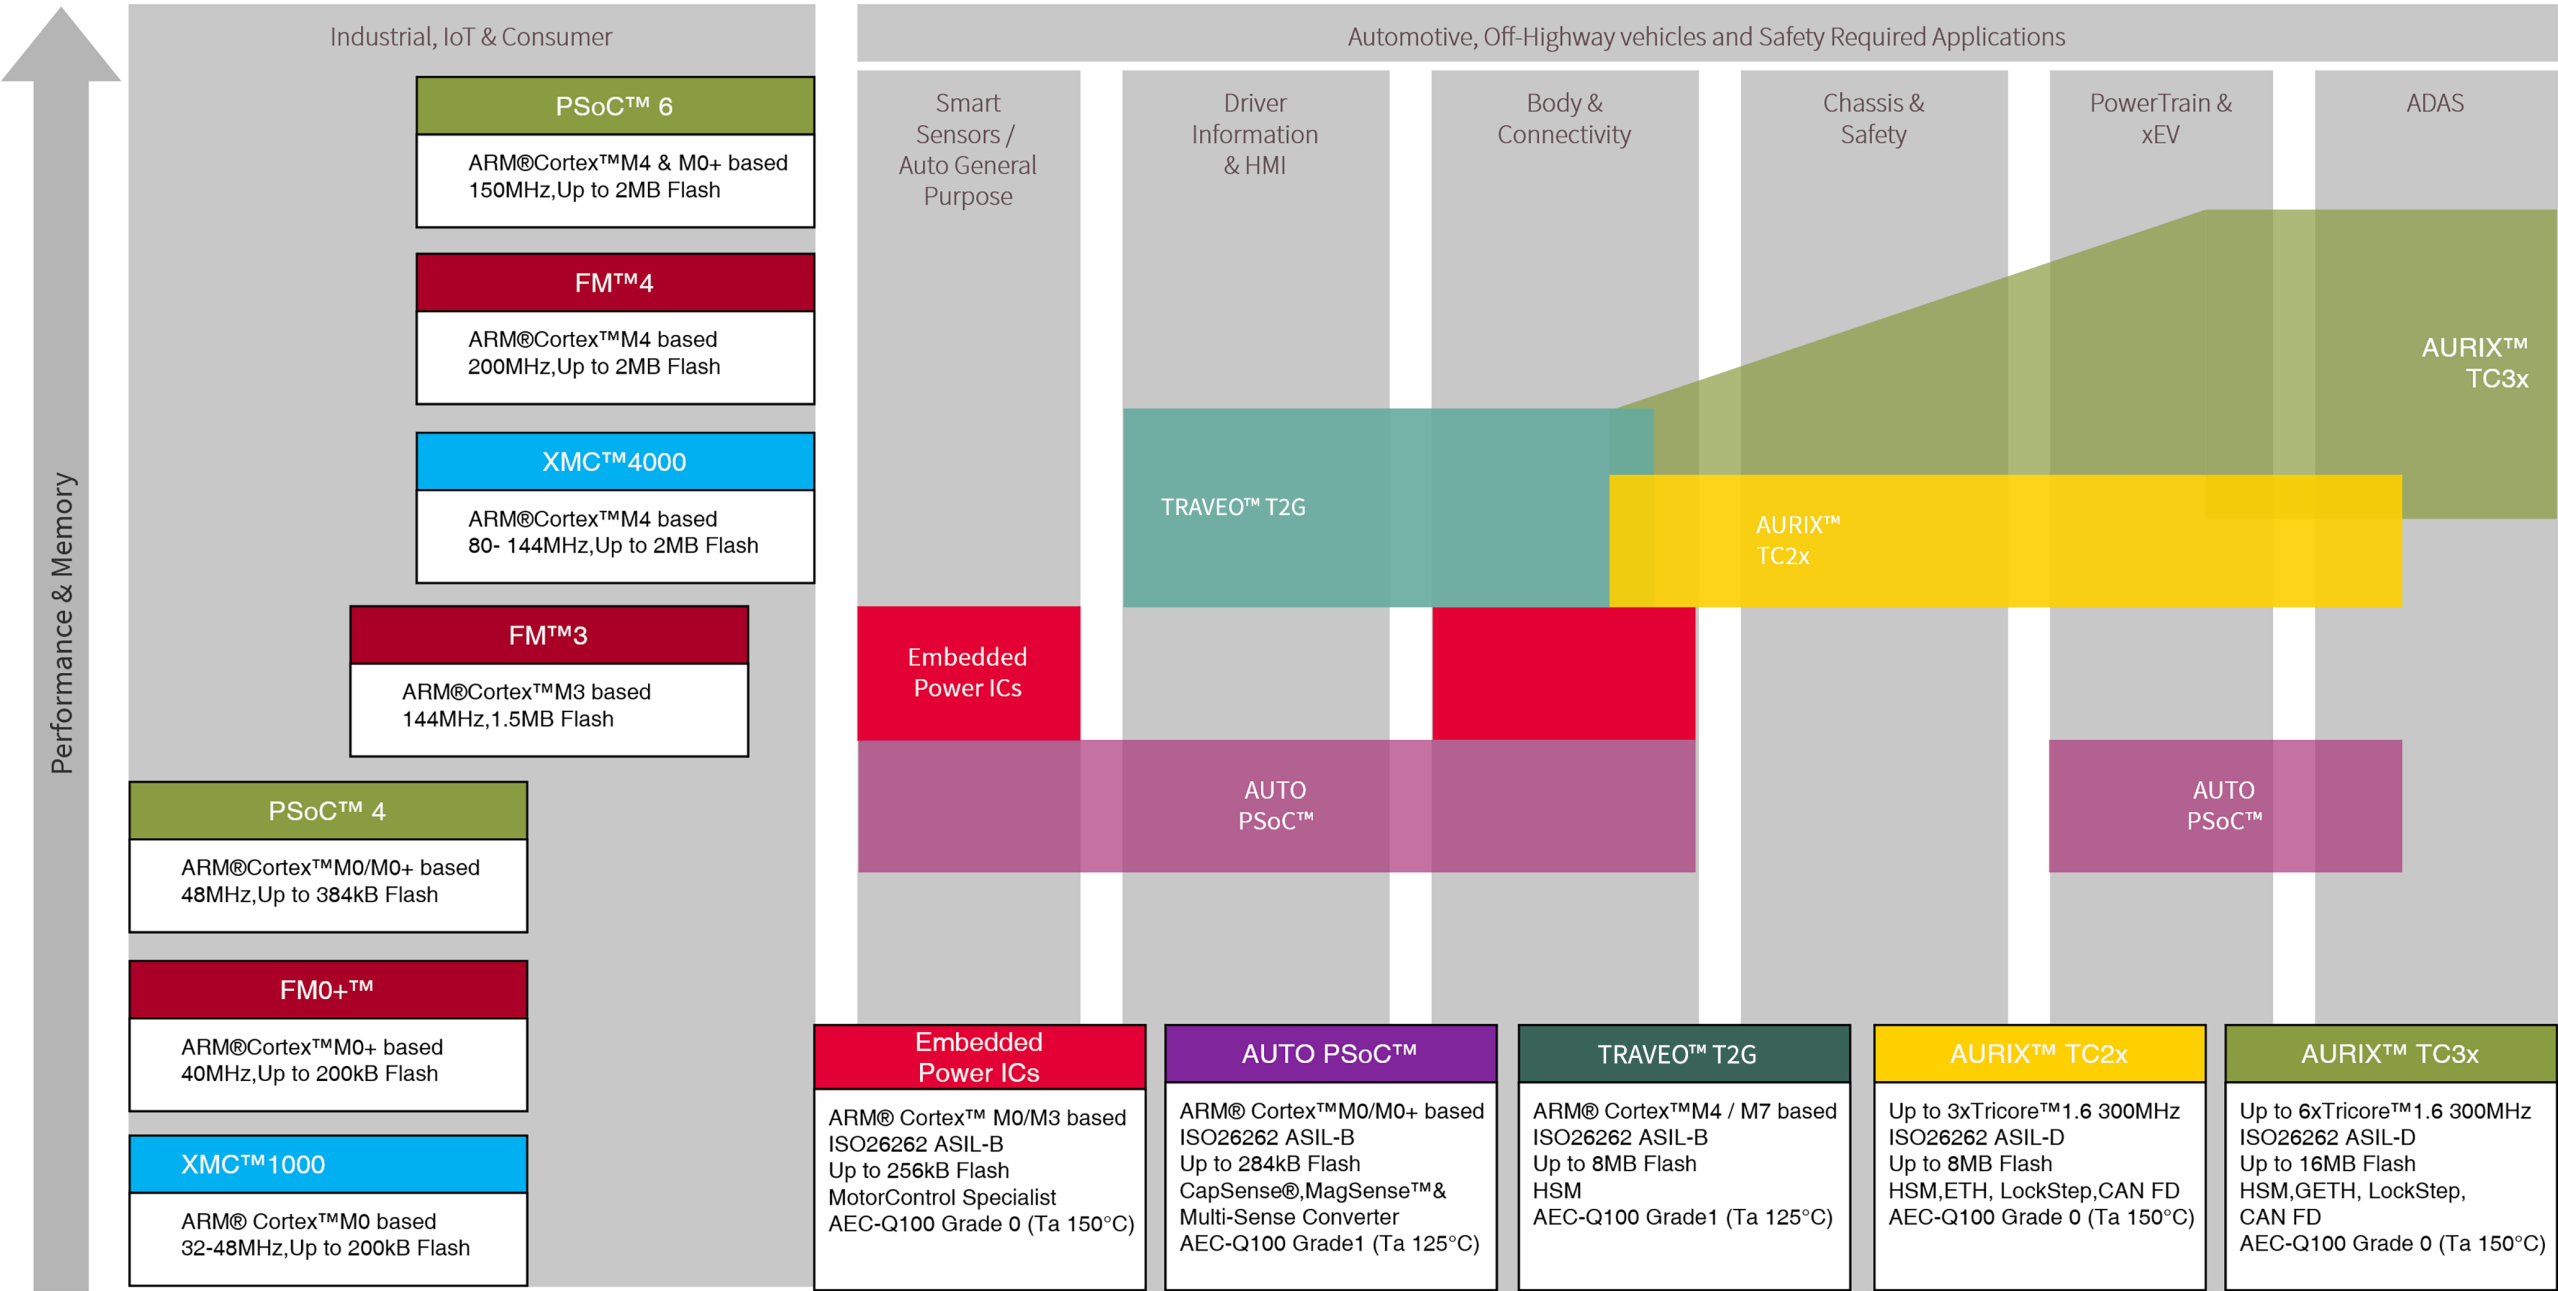 Performance & Memory
Industrial, IoT & Consumer
PSoC™ 6
ARM®Cortex™M4 & M0+ based
150MHz,Up to 2MB Flash
FM™4
ARM®Cortex™M4 based
200MHz,Up to 2MB Flash
XMC™4000
ARM®Cortex™M4 based
80- 144MHz,Up to 2MB Flash
FM™3
ARM®Cortex™M3 based
144MHz,1.5MB Flash
PSoC™ 4
ARM®Cortex™M0/M0+ based
48MHz,Up to 384kB Flash
FM0+™
ARM®Cortex™M0+ based
40MHz,Up to 200kB Flash
XMC™1000
ARM® Cortex™M0 based
32-48MHz,Up to 200kB Flash
Automotive, Off-Highway vehicles and Safety Required Applications
Smart
Sensors /
Auto General
Purpose
Driver
Information
& HMI
Body &
Connectivity
Chassis &
Safety
PowerTrain &
xEV
ADAS
AURIX™
TC3x
TRAVEO™ T2G
AURIX™
TC2x
Embedded
Power ICs
AUTO
PSoC™
AUTO
PSoC™
Embedded
Power ICs
ARM® Cortex™ M0/M3 based
ISO26262 ASIL-B
Up to 256kB Flash
MotorControl Specialist
AEC-Q100 Grade 0 (Ta 150°C)
AUTO PSoC™
ARM® Cortex™M0/M0+ based
ISO26262 ASIL-B
Up to 284kB Flash
CapSense®,MagSense™&
Multi-Sense Converter
AEC-Q100 Grade1 (Ta 125°C)
TRAVEO™ T2G
ARM® Cortex™M4 / M7 based
ISO26262 ASIL-B
Up to 8MB Flash
HSM
AEC-Q100 Grade1 (Ta 125°C)
AURIX™ TC2x
Up to 3xTricore™1.6 300MHz
ISO26262 ASIL-D
Up to 8MB Flash
HSM,ETH, LockStep,CAN FD
AEC-Q100 Grade 0 (Ta 150°C)
AURIX™ TC3x
Up to 6xTricore™1.6 300MHz
ISO26262 ASIL-D
Up to 16MB Flash
HSM,GETH, LockStep,
CAN FD
AEC-Q100 Grade 0 (Ta 150°C)